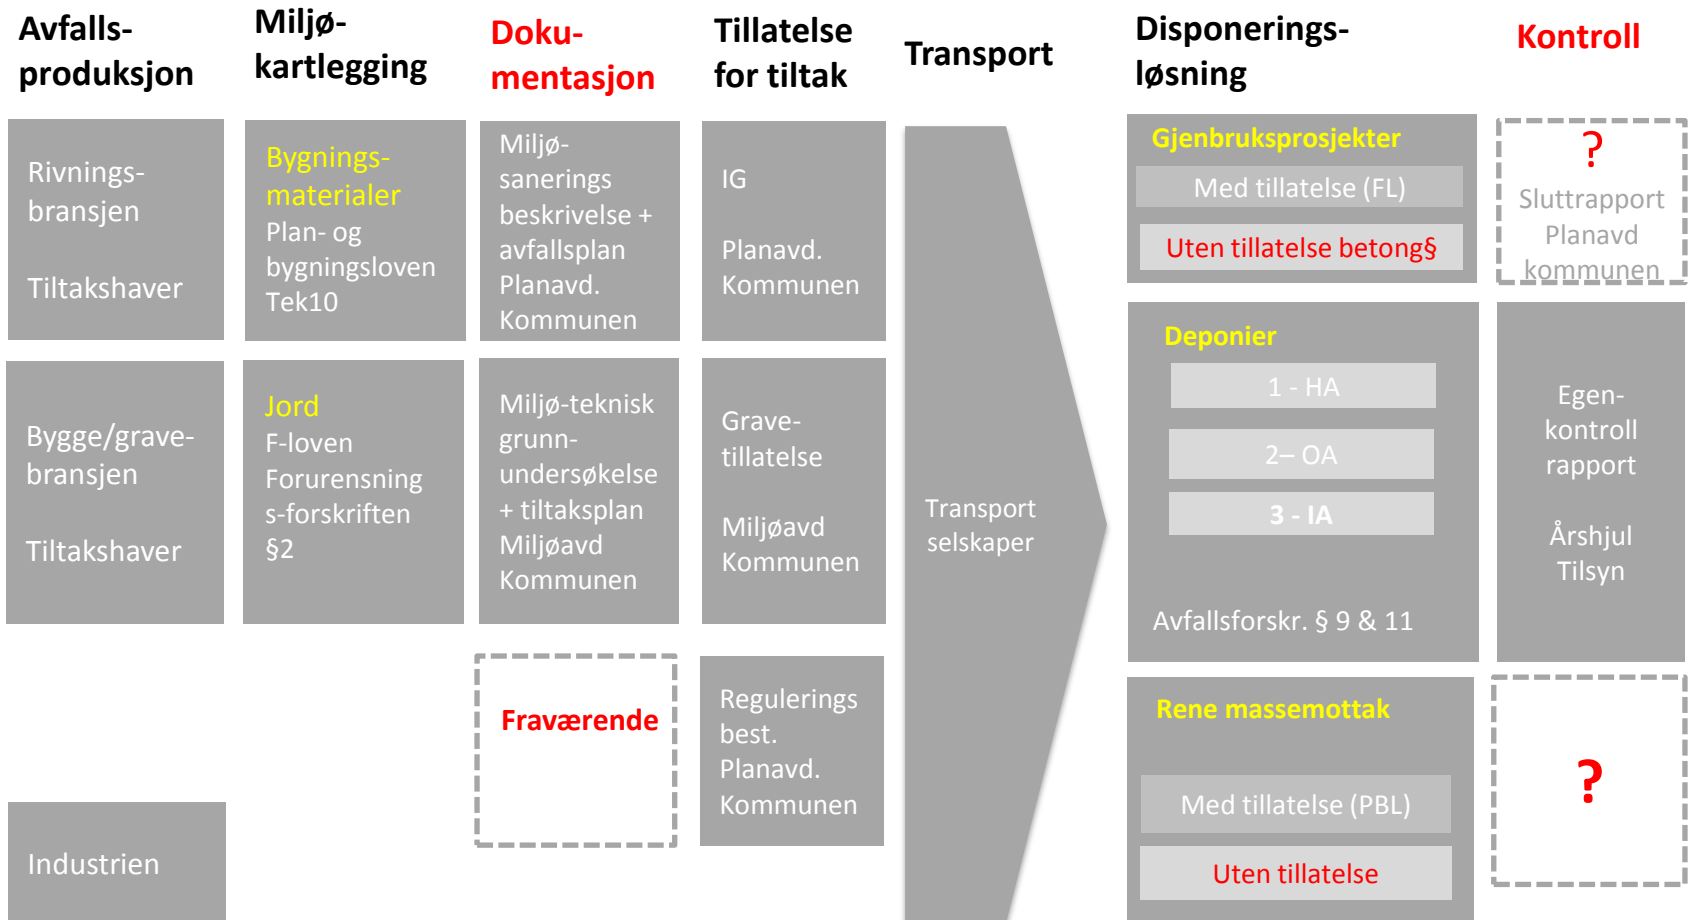 Avfalls-
produksjon
Miljø-
kartlegging
Doku-
mentasjon
Tillatelse
for tiltak
Transport
Disponerings-
løsning
Kontroll
Rivnings-
bransjen
Tiltakshaver
Bygnings-
materialer
Plan- og
bygningsloven
Tek10
Miljø-
sanerings
beskrivelse +
avfallsplan
Planavd.
Kommunen
IG
Planavd.
Kommunen
Bygge/grave-
bransjen
Tiltakshaver
Jord
F-loven
Forurensning
s-forskriften
§2
Miljø-teknisk
grunn-
undersøkelse
+ tiltaksplan
Miljøavd
Kommunen
Grave-
tillatelse
Miljøavd
Kommunen
Industrien
Fraværende
Regulerings
best.
Planavd.
Kommunen
Transport
selskaper
Gjenbruksprosjekter
Med tillatelse (FL)
Uten tillatelse betong§
Deponier
1 - HA
2– OA
3 - IA
Avfallsforskr. § 9 & 11
Rene massemottak
Med tillatelse (PBL)
Uten tillatelse
?
Sluttrapport
Planavd
kommunen
Egen-
kontroll
rapport
Årshjul
Tilsyn
?